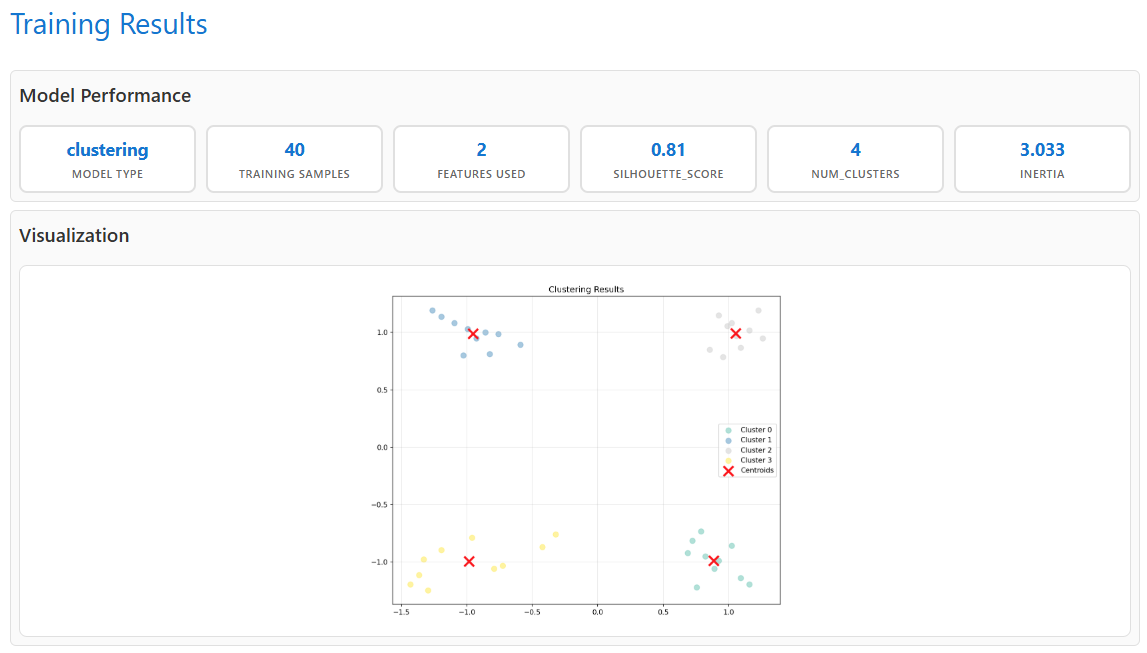 Training Results
Model Performance
clustering
MODEL TYPE
40
TRAINING SAMPLES
2
FEATURES USED
0.81
SILHOUETTE_SCORE
4
NUM_CLUSTERS
3.033
INERTIA
Visualization
Clustering Results
1.0
0.5
0.0
−0.5
−1.0
Cluster 0
Cluster 1
Cluster 2
Cluster 3
Centroids
−1.5
−1.0
−0.5
0.0
0.5
1.0